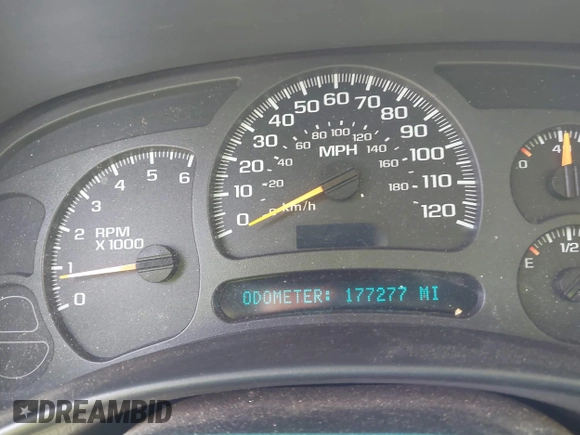 0 1 2 3 4 5 6
RPM
X 1000
0 10 20 30 40 50 60 70 80 90 100 110 120
20 40 60 80 100 120 140 160 180
MPH
km/h
E 1/2
ODOMETER: 177277 MI
DREAMBID